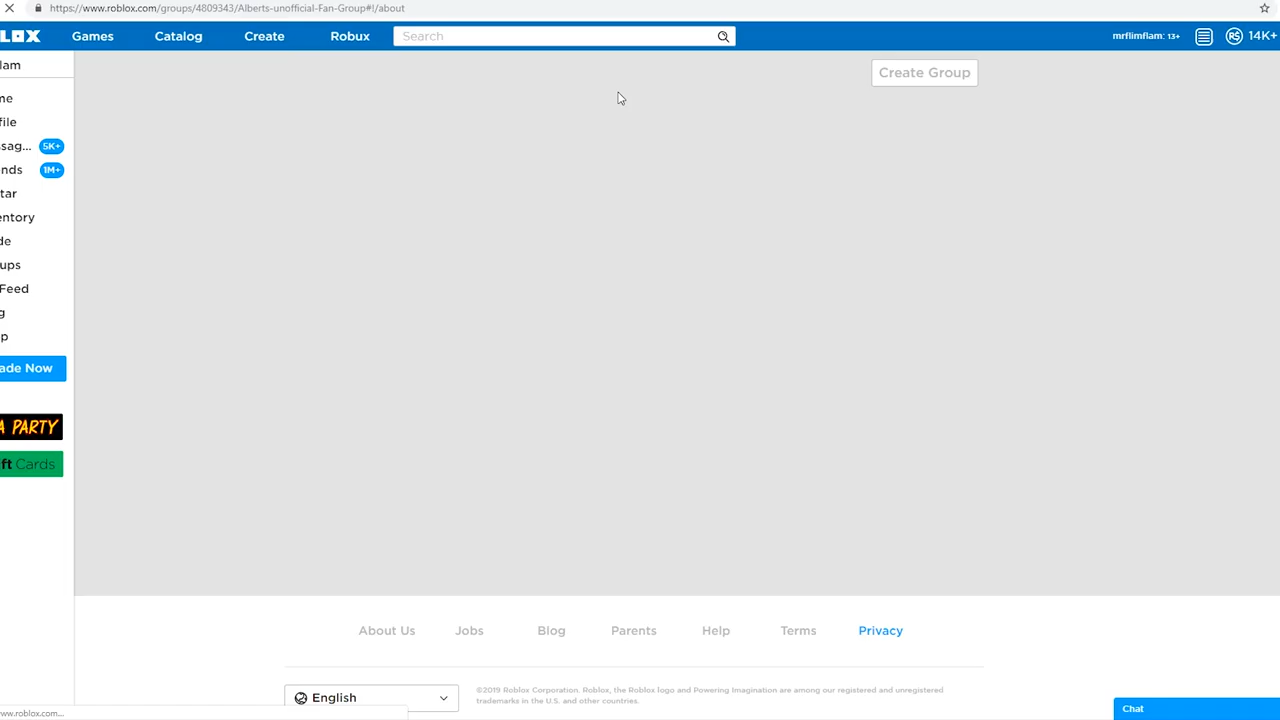 https://www.roblox.com/groups/4809343/Alberts-unofficial-Fan-Group#!/about
LOX Games Catalog Create Robux Search mrflimflam: 13+ R$ 14K+
lam
Create Group
me
file
ssag... 5K+
nds 1M+
tar
entory
de
ups
Feed
g
p
ade Now
A PARTY
ft Cards
About Us Jobs Blog Parents Help Terms Privacy
English
©2019 Roblox Corporation. Roblox, the Roblox logo and Powering Imagination are among our registered and unregistered
trademarks in the U.S. and other countries.
Chat
ww.roblox.com...